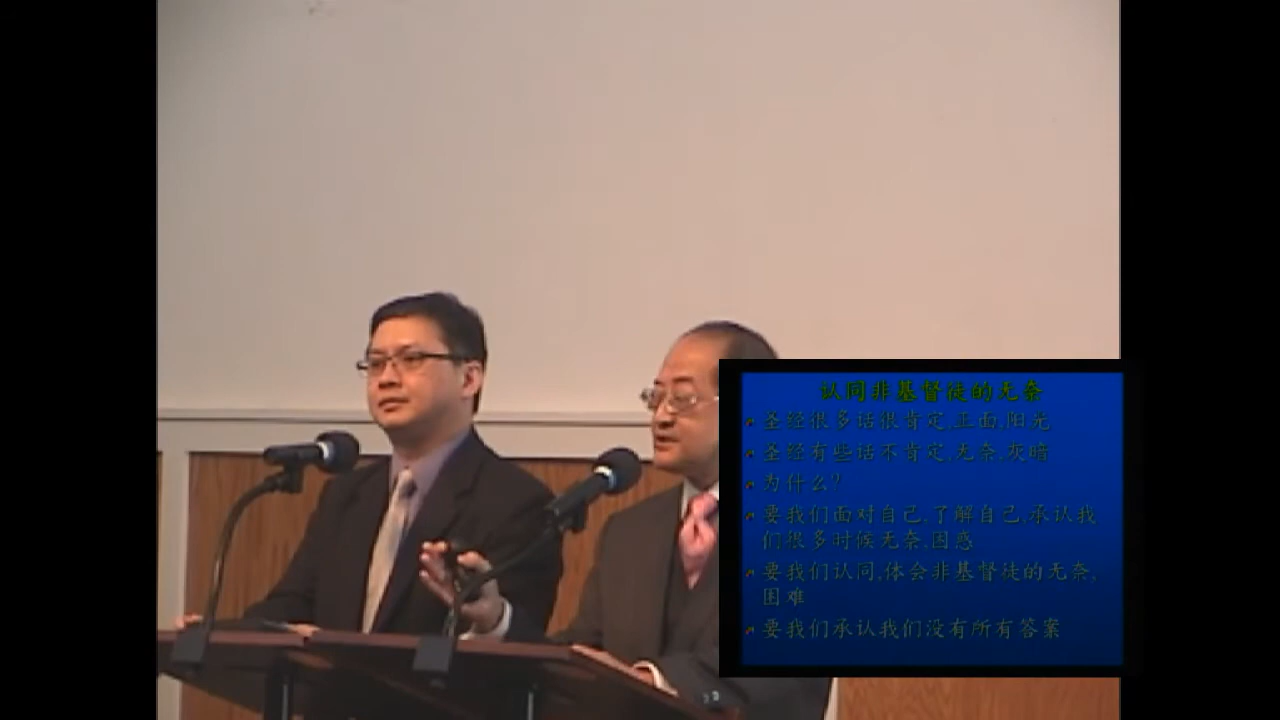 认同非基督徒的无奈
圣经很多话很肯定,正面,阳光
圣经有些话不肯定,无奈,灰暗
为什么?
要我们面对自己,了解自己,承认我
们很多时候无奈,困惑
要我们认同,体会非基督徒的无奈,
困难
要我们承认我们没有所有答案